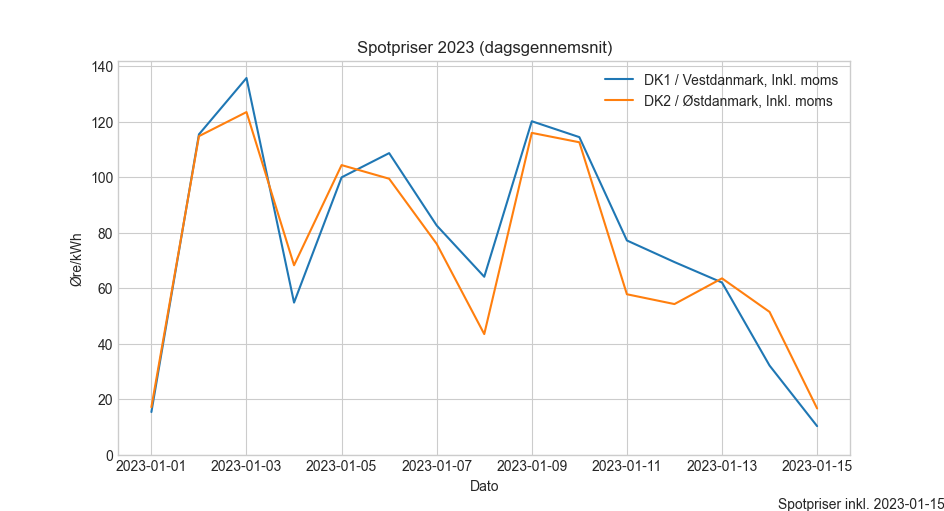 Spotpriser 2023 (dagsgennemsnit)
DK1 / Vestdanmark, Inkl. moms
DK2 / Østdanmark, Inkl. moms
140
120
100
80
60
40
20
0
Øre/kWh
2023-01-01 2023-01-03 2023-01-05 2023-01-07 2023-01-09 2023-01-11 2023-01-13 2023-01-15
Dato
Spotpriser inkl. 2023-01-15